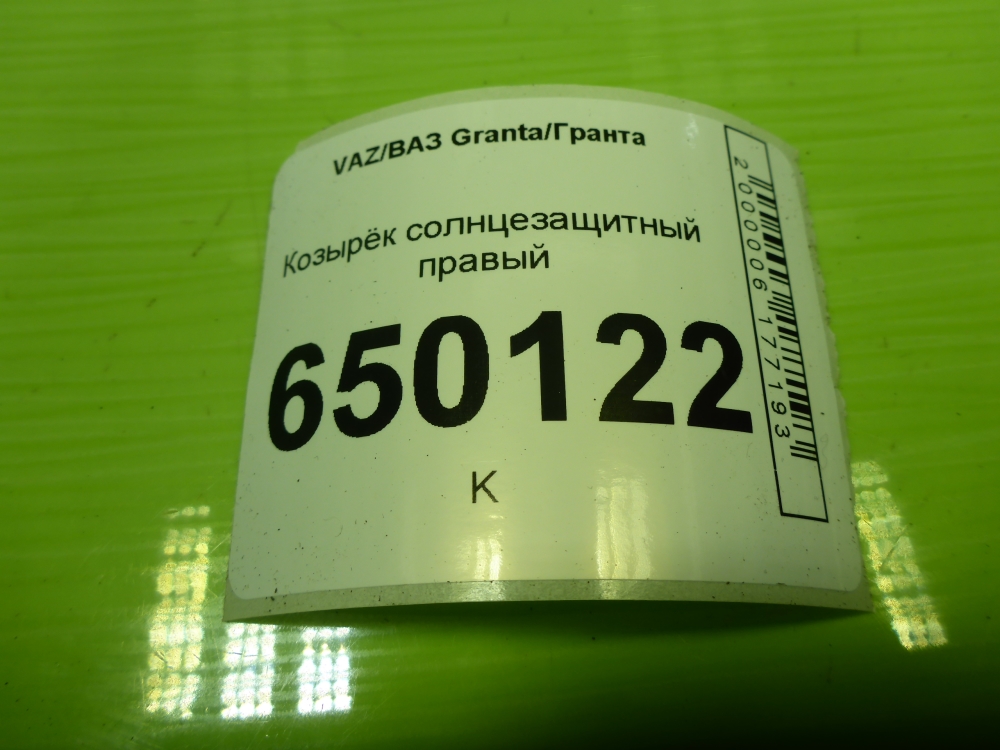 VAZ/ВАЗ Granta/Гранта
Козырёк солнцезащитный
правый
650122
К
2000006177193